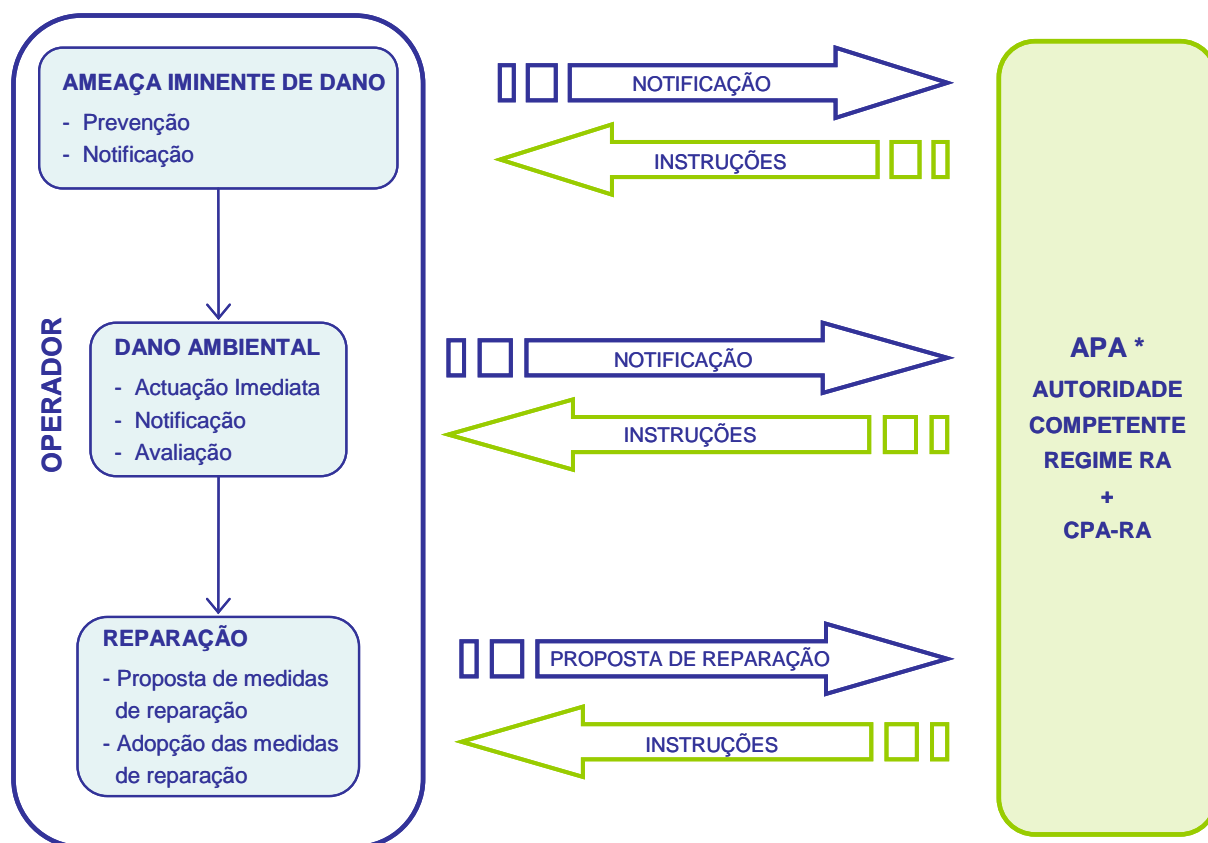 AMEAÇA IMINENTE DE DANO
- Prevenção
- Notificação
NOTIFICAÇÃO
INSTRUÇÕES
OPERADOR
DANO AMBIENTAL
- Actuação Imediata
- Notificação
- Avaliação
NOTIFICAÇÃO
INSTRUÇÕES
REPARAÇÃO
- Proposta de medidas
de reparação
- Adopção das medidas
de reparação
PROPOSTA DE REPARAÇÃO
INSTRUÇÕES
APA *
AUTORIDADE
COMPETENTE
REGIME RA
+
CPA-RA